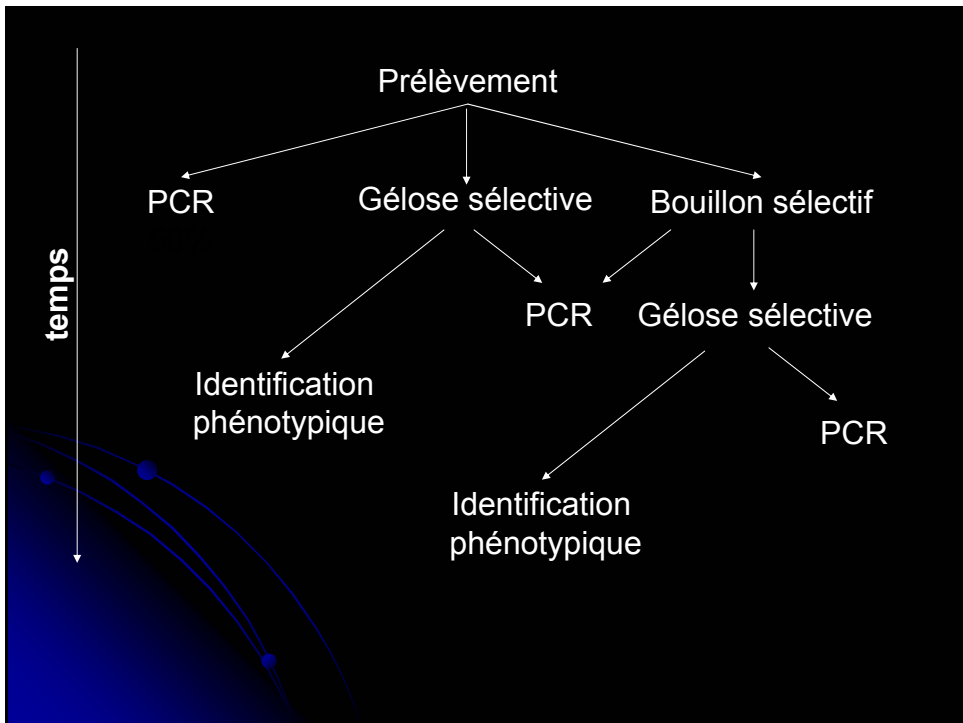 Prélèvement
PCR
Gélose sélective
Bouillon sélectif
temps
PCR
Gélose sélective
Identification
phénotypique
PCR
Identification
phénotypique